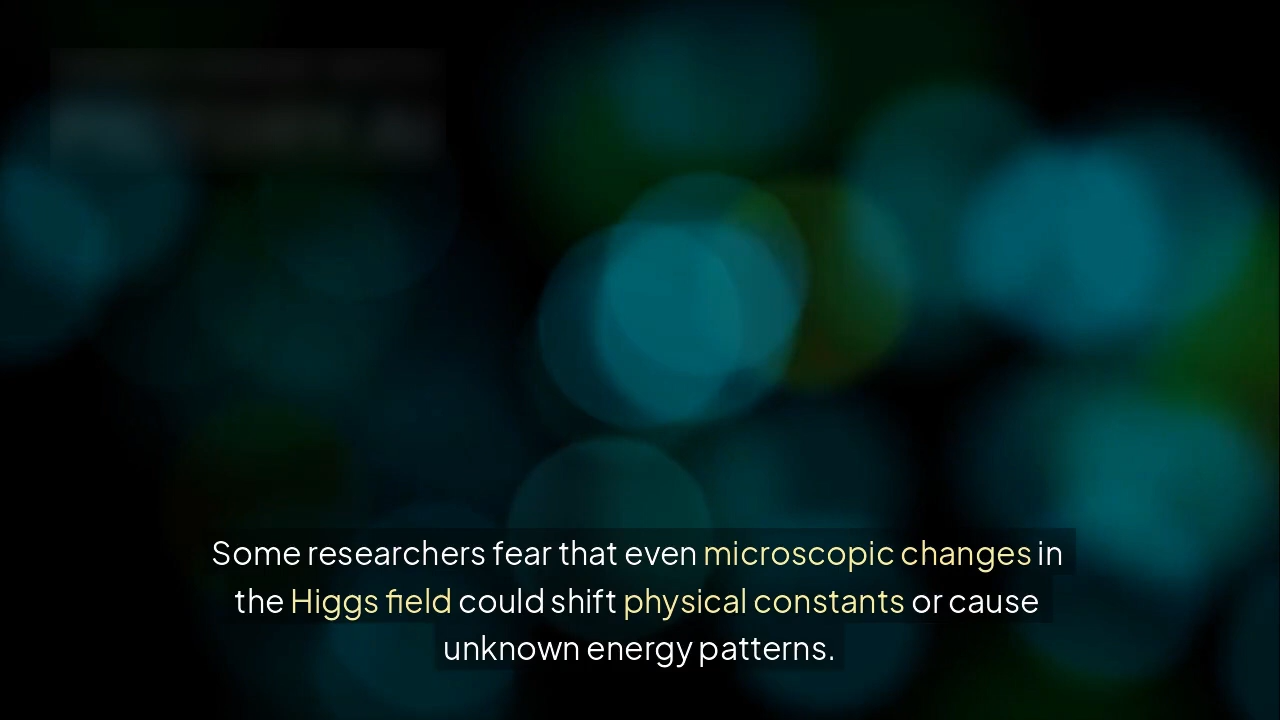 Some researchers fear that even microscopic changes in
the Higgs field could shift physical constants or cause
unknown energy patterns.